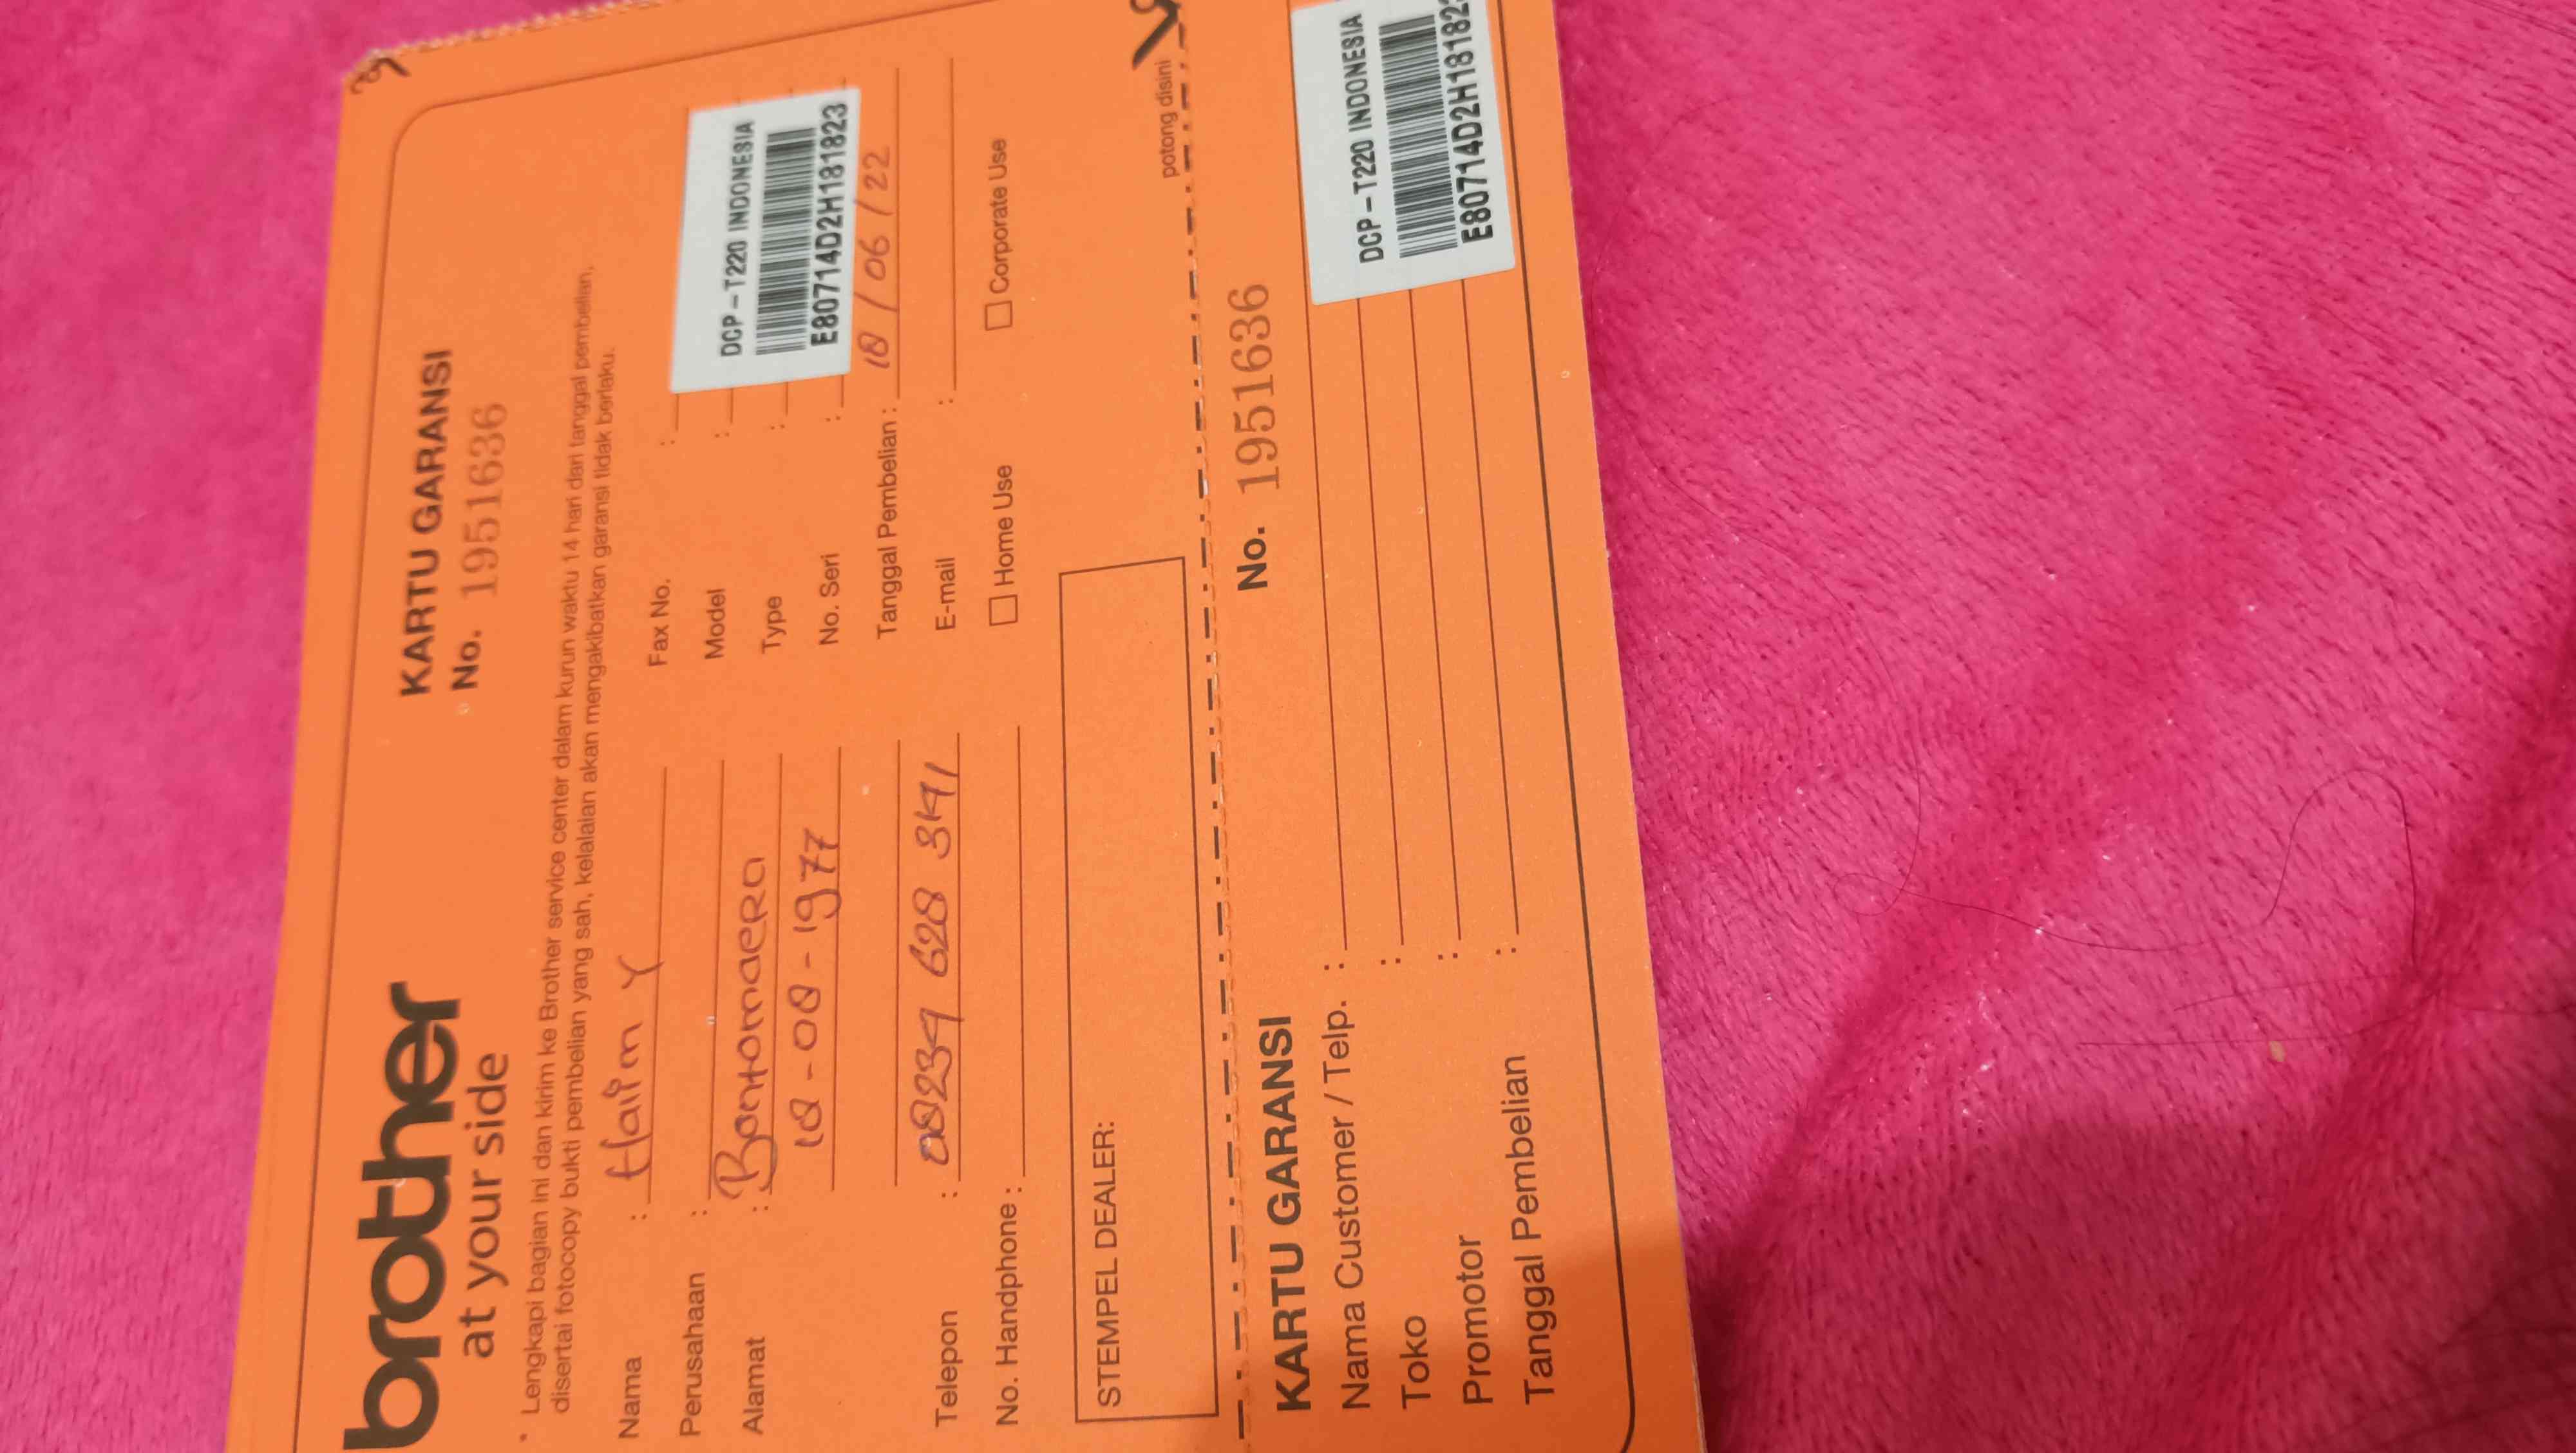 brother
at your side
KARTU GARANSI
No. 1951636
* Lengkapi bagian ini dan kirim ke Brother service center dalam kurun waktu 14 hari dari tanggal pembelian,
disertai fotocopy bukti pembelian yang sah, kelalaian akan mengakibatkan garansi tidak berlaku.
Nama : Hain Y
Perusahaan :
Alamat : Bontomaero
18-08-1977
Telepon : 08234 628 3141
No. Handphone :
Fax No. :
Model : DCP-T220 INDONESIA
Type :
No. Seri : E80714D2H181823
Tanggal Pembelian : 18/06/22
E-mail :
Home Use Corporate Use
STEMPEL DEALER:
potong disini
KARTU GARANSI No. 1951636
Nama Customer / Telp. :
Toko :
Promotor :
Tanggal Pembelian :
DCP-T220 INDONESIA
E80714D2H181823